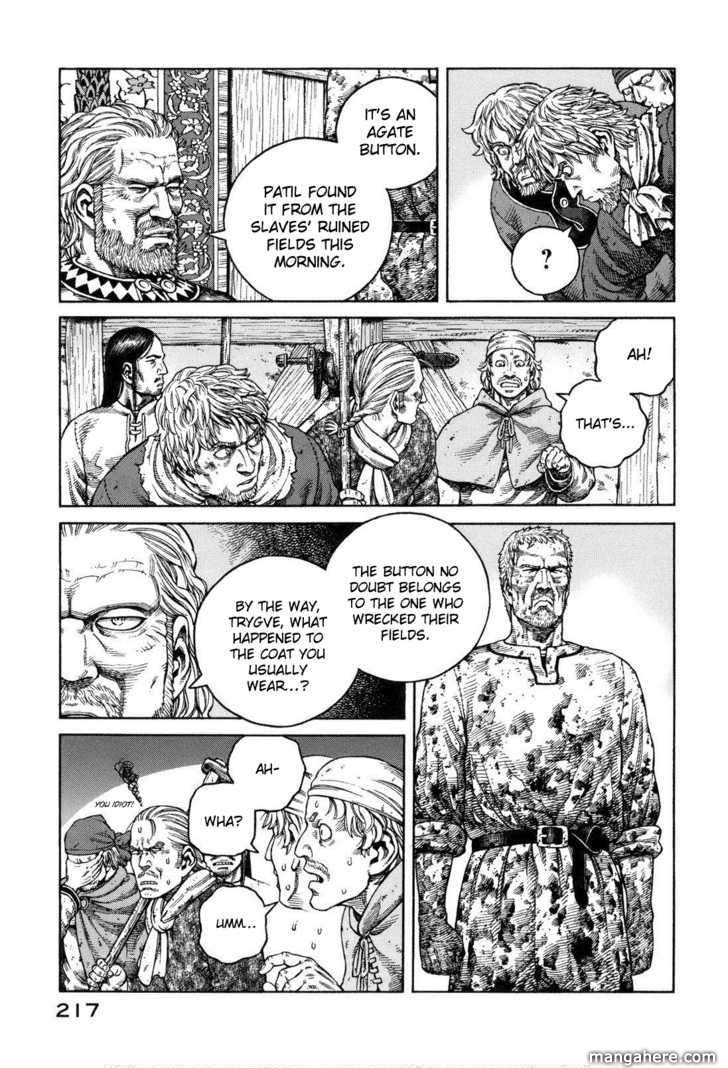 IT'S AN
AGATE
BUTTON.
PATIL FOUND
IT FROM THE
SLAVES' RUINED
FIELDS THIS
MORNING.
?
AH!
THAT'S...
THE BUTTON NO
DOUBT BELONGS
TO THE ONE WHO
WRECKED THEIR
FIELDS.
BY THE WAY,
TRYGVE, WHAT
HAPPENED TO
THE COAT YOU
USUALLY
WEAR...?
AH-
YOU IDIOT!
WHA?
UMM...
217
mangahere.com